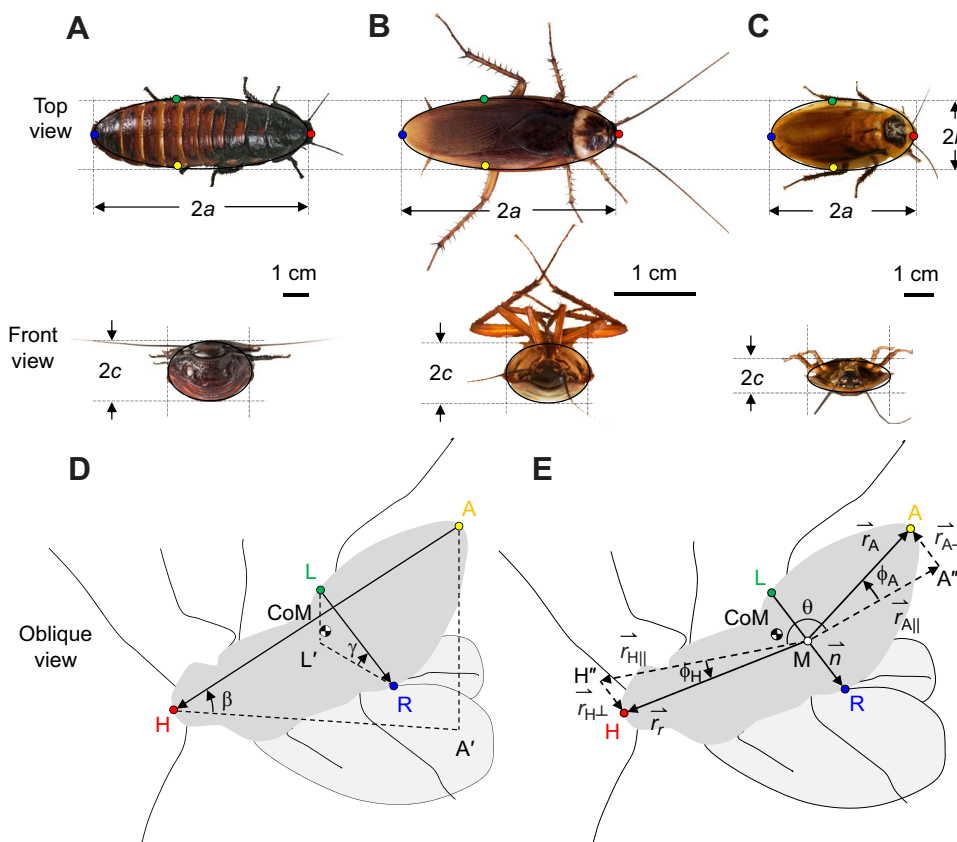 A
B
C
Top
view
2a
2a
2a
1 cm
1 cm
1 cm
Front
view
2c
2c
2c
D
E
A
A
L
L
CoM
CoM
L′
γ
β
H
R
A′
Oblique
view
r_A
r_A-
A″
ϕ_A
θ
r_A||
r_H||
M
n
H″
ϕ_H
r_H⊥
H
r_r
R